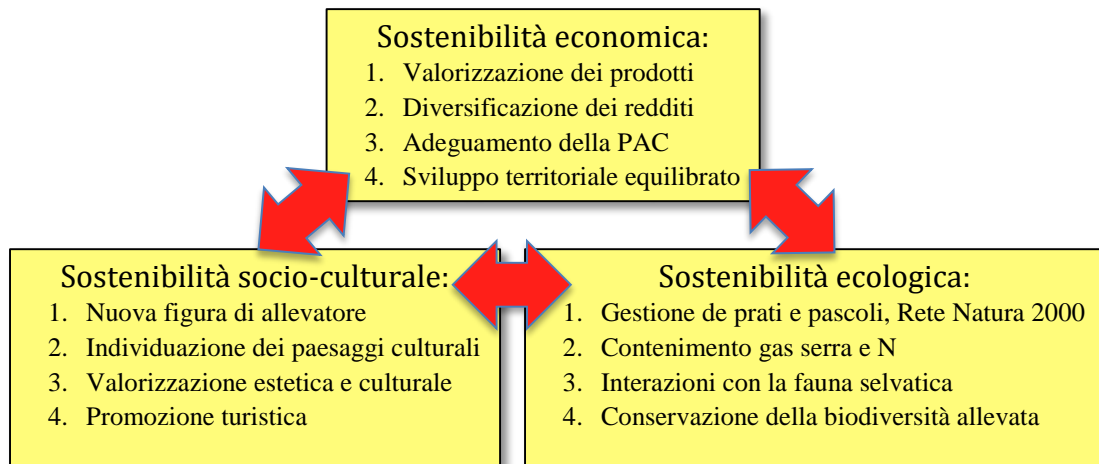 Sostenibilità economica:
1. Valorizzazione dei prodotti
2. Diversificazione dei redditi
3. Adeguamento della PAC
4. Sviluppo territoriale equilibrato
Sostenibilità socio-culturale:
1. Nuova figura di allevatore
2. Individuazione dei paesaggi culturali
3. Valorizzazione estetica e culturale
4. Promozione turistica
Sostenibilità ecologica:
1. Gestione de prati e pascoli, Rete Natura 2000
2. Contenimento gas serra e N
3. Interazioni con la fauna selvatica
4. Conservazione della biodiversità allevata